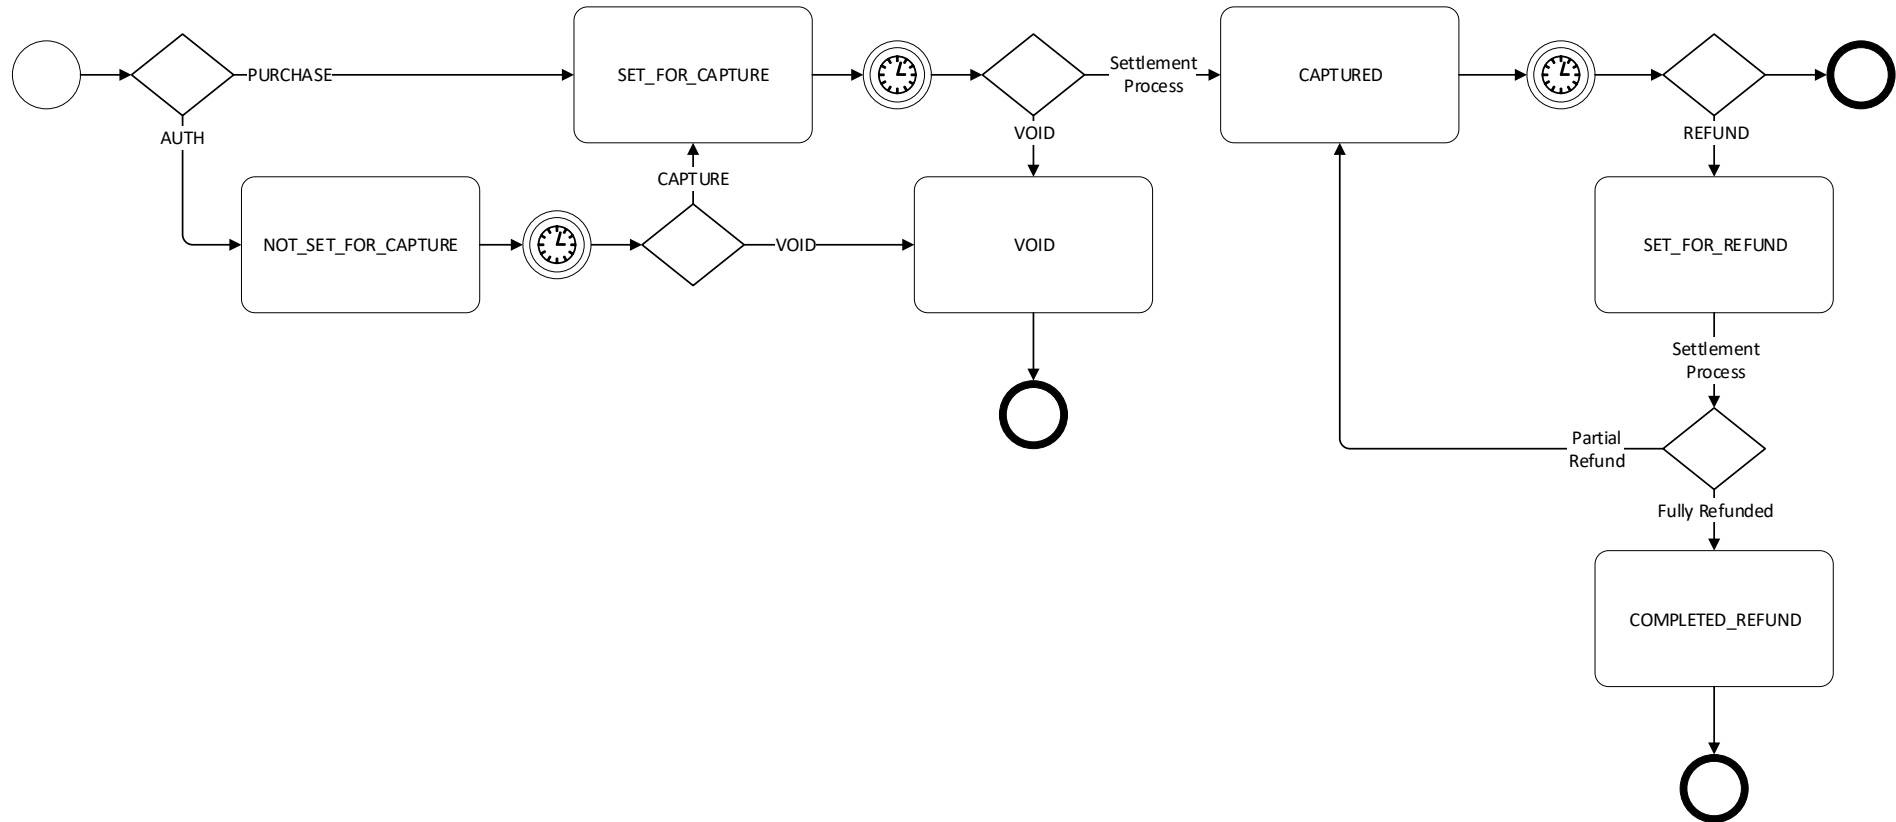 PURCHASE
SET_FOR_CAPTURE
Settlement
Process
CAPTURED
AUTH
VOID
REFUND
CAPTURE
NOT_SET_FOR_CAPTURE
VOID
VOID
SET_FOR_REFUND
Settlement
Process
Partial
Refund
Fully Refunded
COMPLETED_REFUND